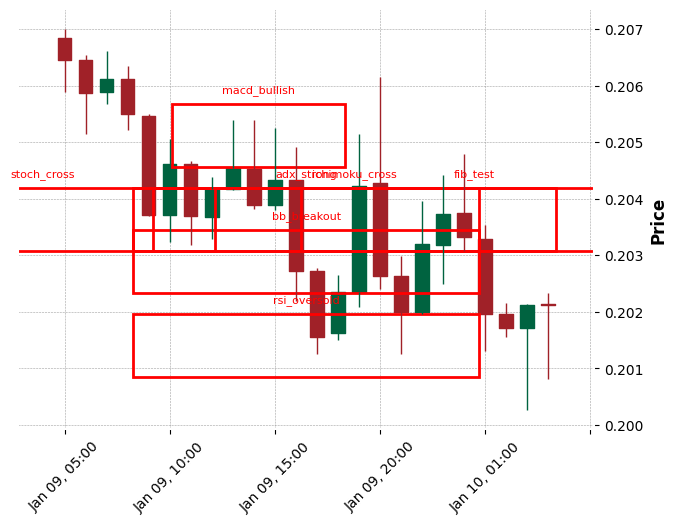 0.207
macd_bullish
0.206
0.205
stoch_cross
adx_strong
ichimoku_cross
fib_test
0.204
bb_breakout
0.203
rsi_oversold
0.202
0.201
0.200
Price
Jan 09, 05:00
Jan 09, 10:00
Jan 09, 15:00
Jan 09, 20:00
Jan 10, 01:00